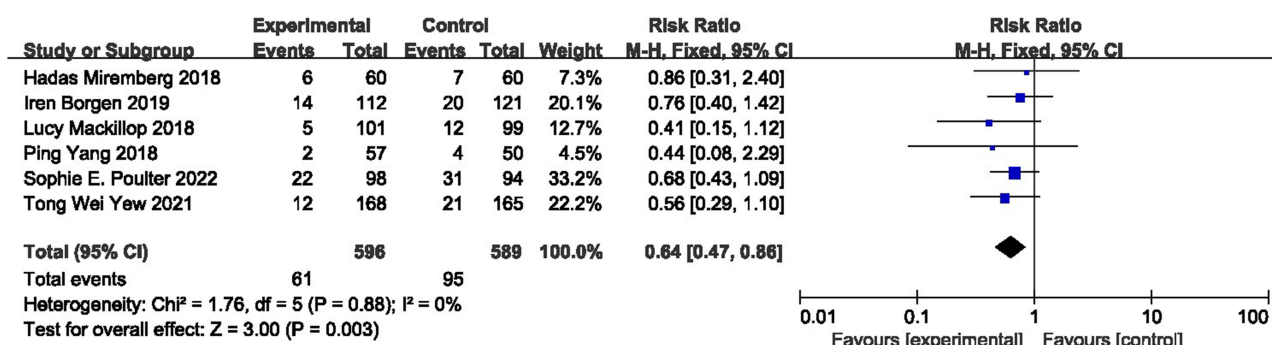 Experimental Control Risk Ratio Risk Ratio
Study or Subgroup Events Total Events Total Weight M-H, Fixed, 95% CI M-H, Fixed, 95% CI
Hadas Miremberg 2018 6 60 7 60 7.3% 0.86 [0.31, 2.40]
Iren Borgen 2019 14 112 20 121 20.1% 0.76 [0.40, 1.42]
Lucy Mackillop 2018 5 101 12 99 12.7% 0.41 [0.15, 1.12]
Ping Yang 2018 2 57 4 50 4.5% 0.44 [0.08, 2.29]
Sophie E. Poulter 2022 22 98 31 94 33.2% 0.68 [0.43, 1.09]
Tong Wei Yew 2021 12 168 21 165 22.2% 0.56 [0.29, 1.10]
Total (95% CI) 596 589 100.0% 0.64 [0.47, 0.86]
Total events 61 95
Heterogeneity: Chi² = 1.76, df = 5 (P = 0.88); I² = 0%
Test for overall effect: Z = 3.00 (P = 0.003)
0.01 0.1 1 10 100
Favours [experimental] Favours [control]